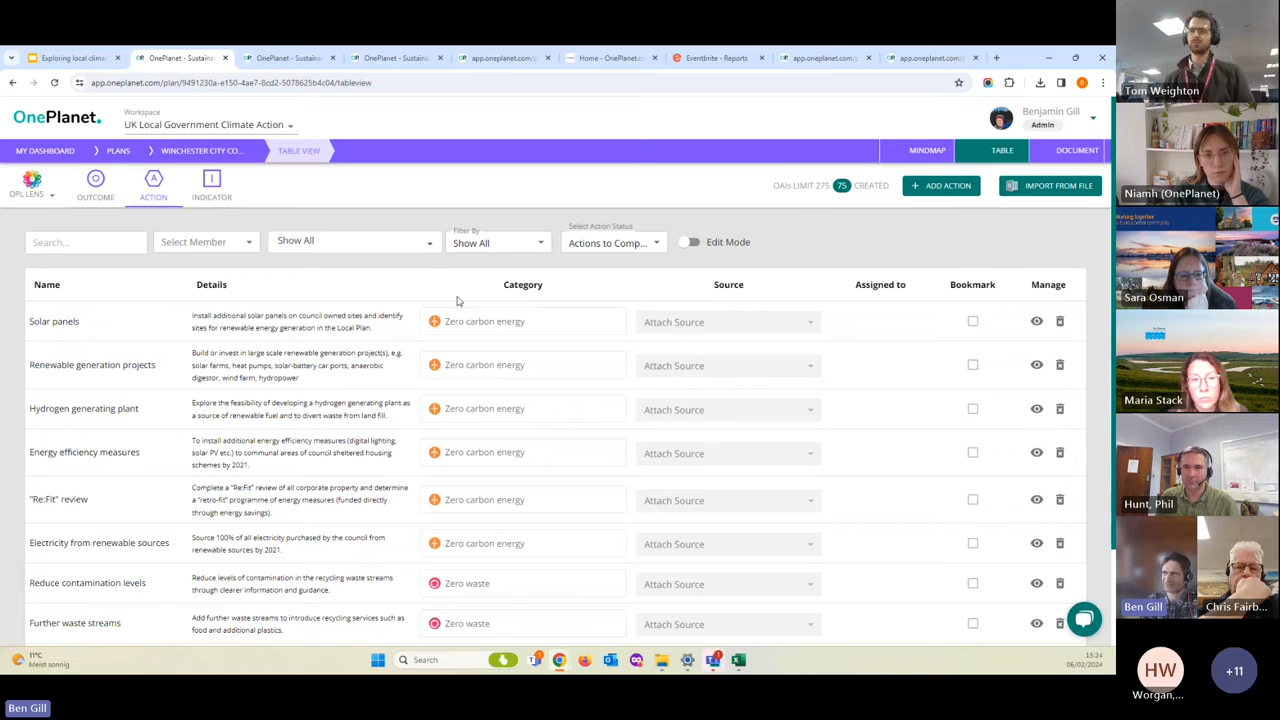 Exploring local clima
OnePlanet - Sustaina
OnePlanet - Sustaina
OnePlanet - Sustaina
app.oneplanet.com/p
Home - OnePlanet.c
Eventbrite - Reports
app.oneplanet.com/pl
app.oneplanet.com/pl
app.oneplanet.com/plan/9491230a-e150-4ae7-8cd2-5078625b4c04/tableview
OnePlanet.
Workspace
UK Local Government Climate Action
Benjamin Gill
Admin
MY DASHBOARD
PLANS
WINCHESTER CITY CO...
TABLE VIEW
MINDMAP
TABLE
DOCUMENT
OPL LENS
OUTCOME
ACTION
INDICATOR
OAIs LIMIT 275 75 CREATED
+ ADD ACTION
IMPORT FROM FILE
Search...
Select Member
Show All
Filter By
Show All
Select Action Status
Actions to Comp...
Edit Mode
Name Details Category Source Assigned to Bookmark Manage
Solar panels
Install additional solar panels on council owned sites and identify
sites for renewable energy generation in the Local Plan.
Zero carbon energy
Attach Source
Renewable generation projects
Build or invest in large scale renewable generation project(s), e.g.
solar farms, heat pumps, solar-battery car ports, anaerobic
digestor, wind farm, hydropower
Zero carbon energy
Attach Source
Hydrogen generating plant
Explore the feasibility of developing a hydrogen generating plant as
a source of renewable fuel and to divert waste from land fill.
Zero carbon energy
Attach Source
Energy efficiency measures
To install additional energy efficiency measures (digital lighting,
solar PV etc.) to communal areas of council sheltered housing
schemes by 2021.
Zero carbon energy
Attach Source
"Re:Fit" review
Complete a "Re:Fit" review of all corporate property and determine
a "retro-fit" programme of energy measures (funded directly
through energy savings).
Zero carbon energy
Attach Source
Electricity from renewable sources
Source 100% of all electricity purchased by the council from
renewable sources by 2021.
Zero carbon energy
Attach Source
Reduce contamination levels
Reduce levels of contamination in the recycling waste streams
through clearer information and guidance.
Zero waste
Attach Source
Further waste streams
Add further waste streams to introduce recycling services such as
food and additional plastics.
Zero waste
Attach Source
11°C
Meist sonnig
Search
15:24
06/02/2024
Ben Gill
Tom Weighton
Niamh (OnePlanet)
Working together
Sara Osman
Maria Stack
Hunt, Phil
Ben Gill
Chris Fairb...
HW
Worgan,...
+11